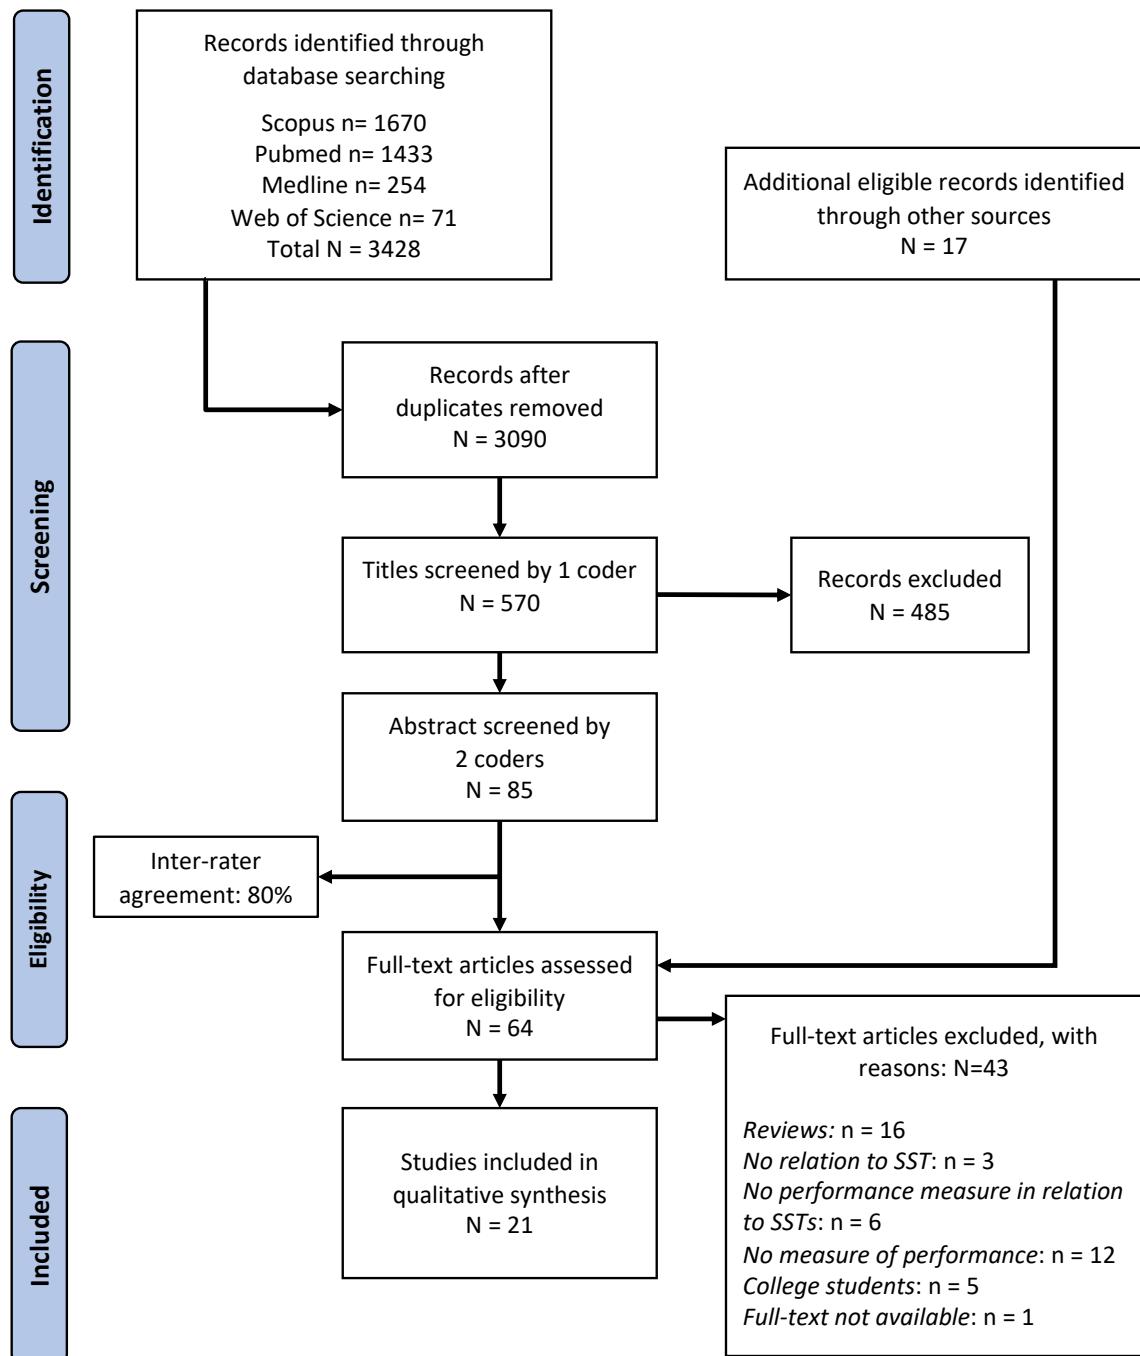 Identification
Records identified through
database searching
Scopus n= 1670
Pubmed n= 1433
Medline n= 254
Web of Science n= 71
Total N = 3428
Additional eligible records identified
through other sources
N = 17
Screening
Records after
duplicates removed
N = 3090
Titles screened by 1 coder
N = 570
Records excluded
N = 485
Abstract screened by
2 coders
N = 85
Eligibility
Inter-rater
agreement: 80%
Full-text articles assessed
for eligibility
N = 64
Full-text articles excluded, with
reasons: N=43
Reviews: n = 16
No relation to SST: n = 3
No performance measure in relation
to SSTs: n = 6
No measure of performance: n = 12
College students: n = 5
Full-text not available: n = 1
Included
Studies included in
qualitative synthesis
N = 21